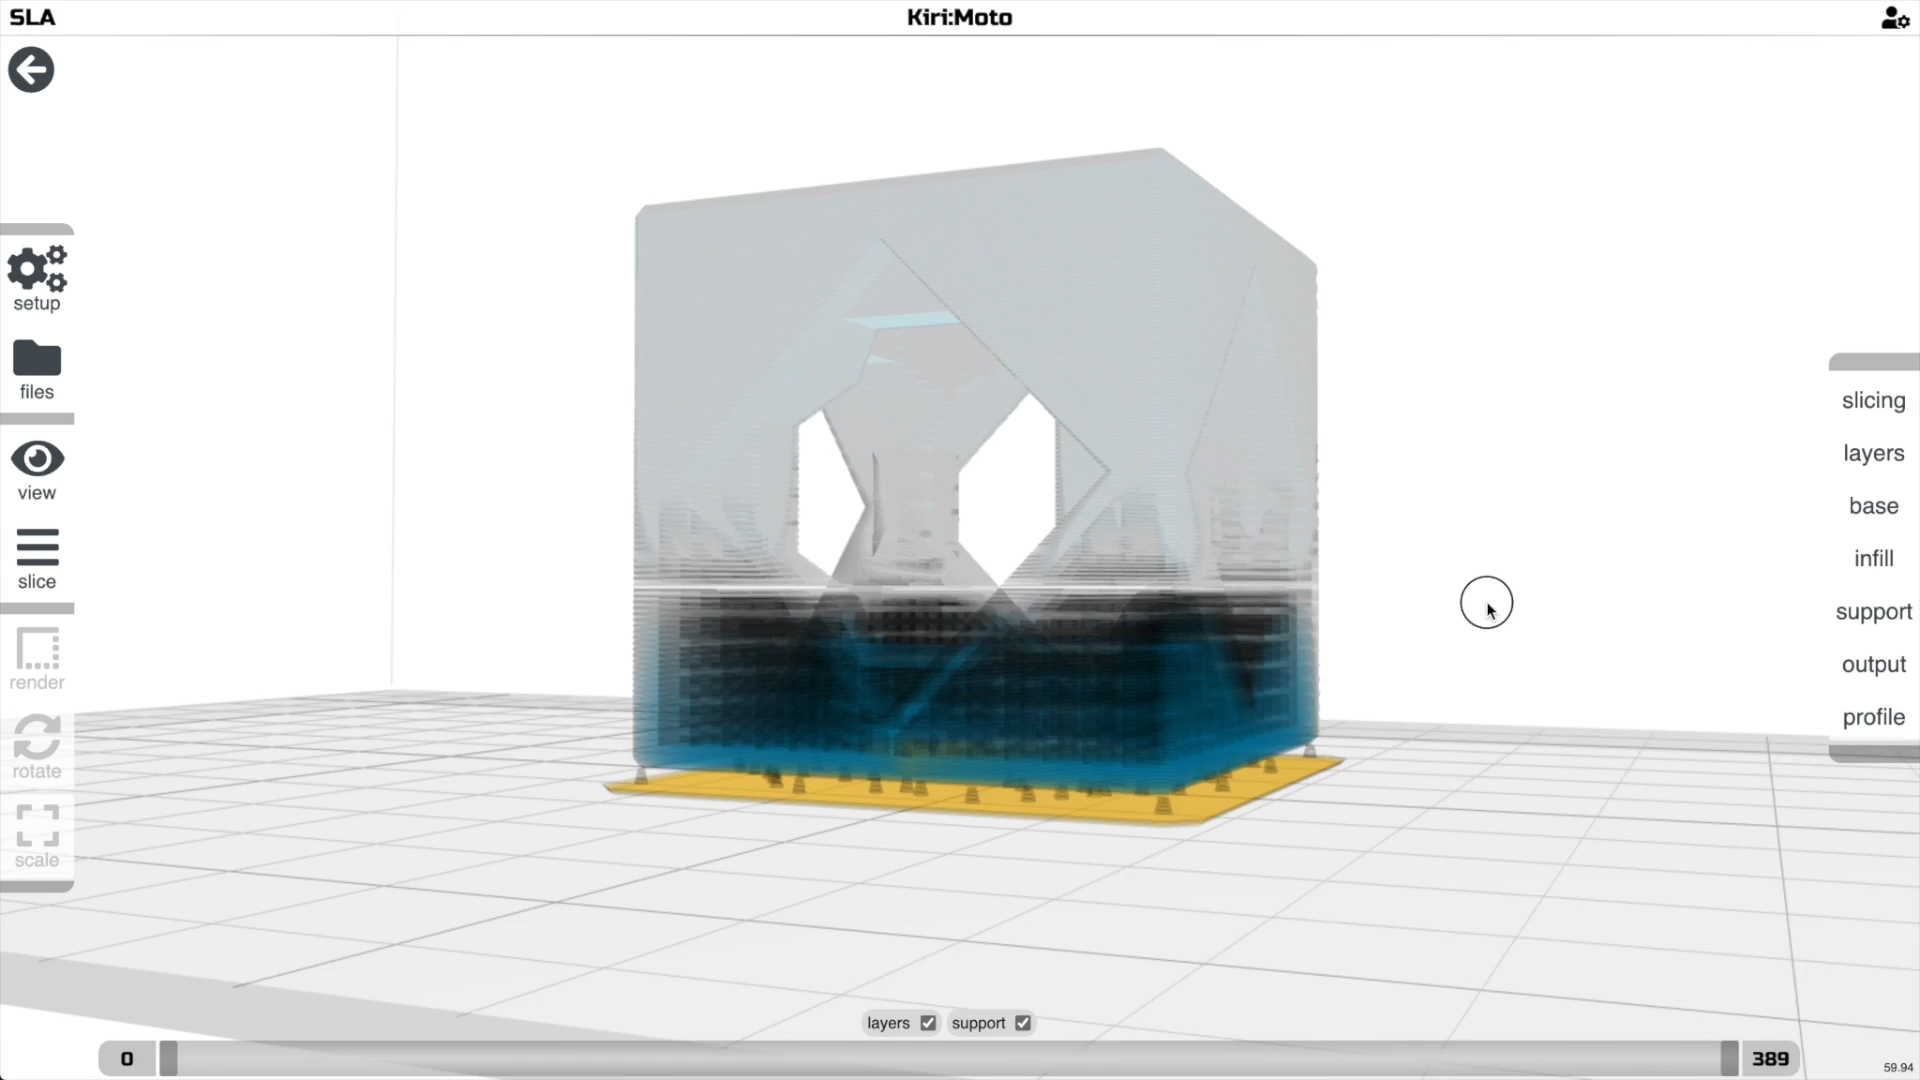 SLA
Kiri:Moto
setup
files
view
slice
render
rotate
scale
slicing
layers
base
infill
support
output
profile
layers
support
0
389
59.94